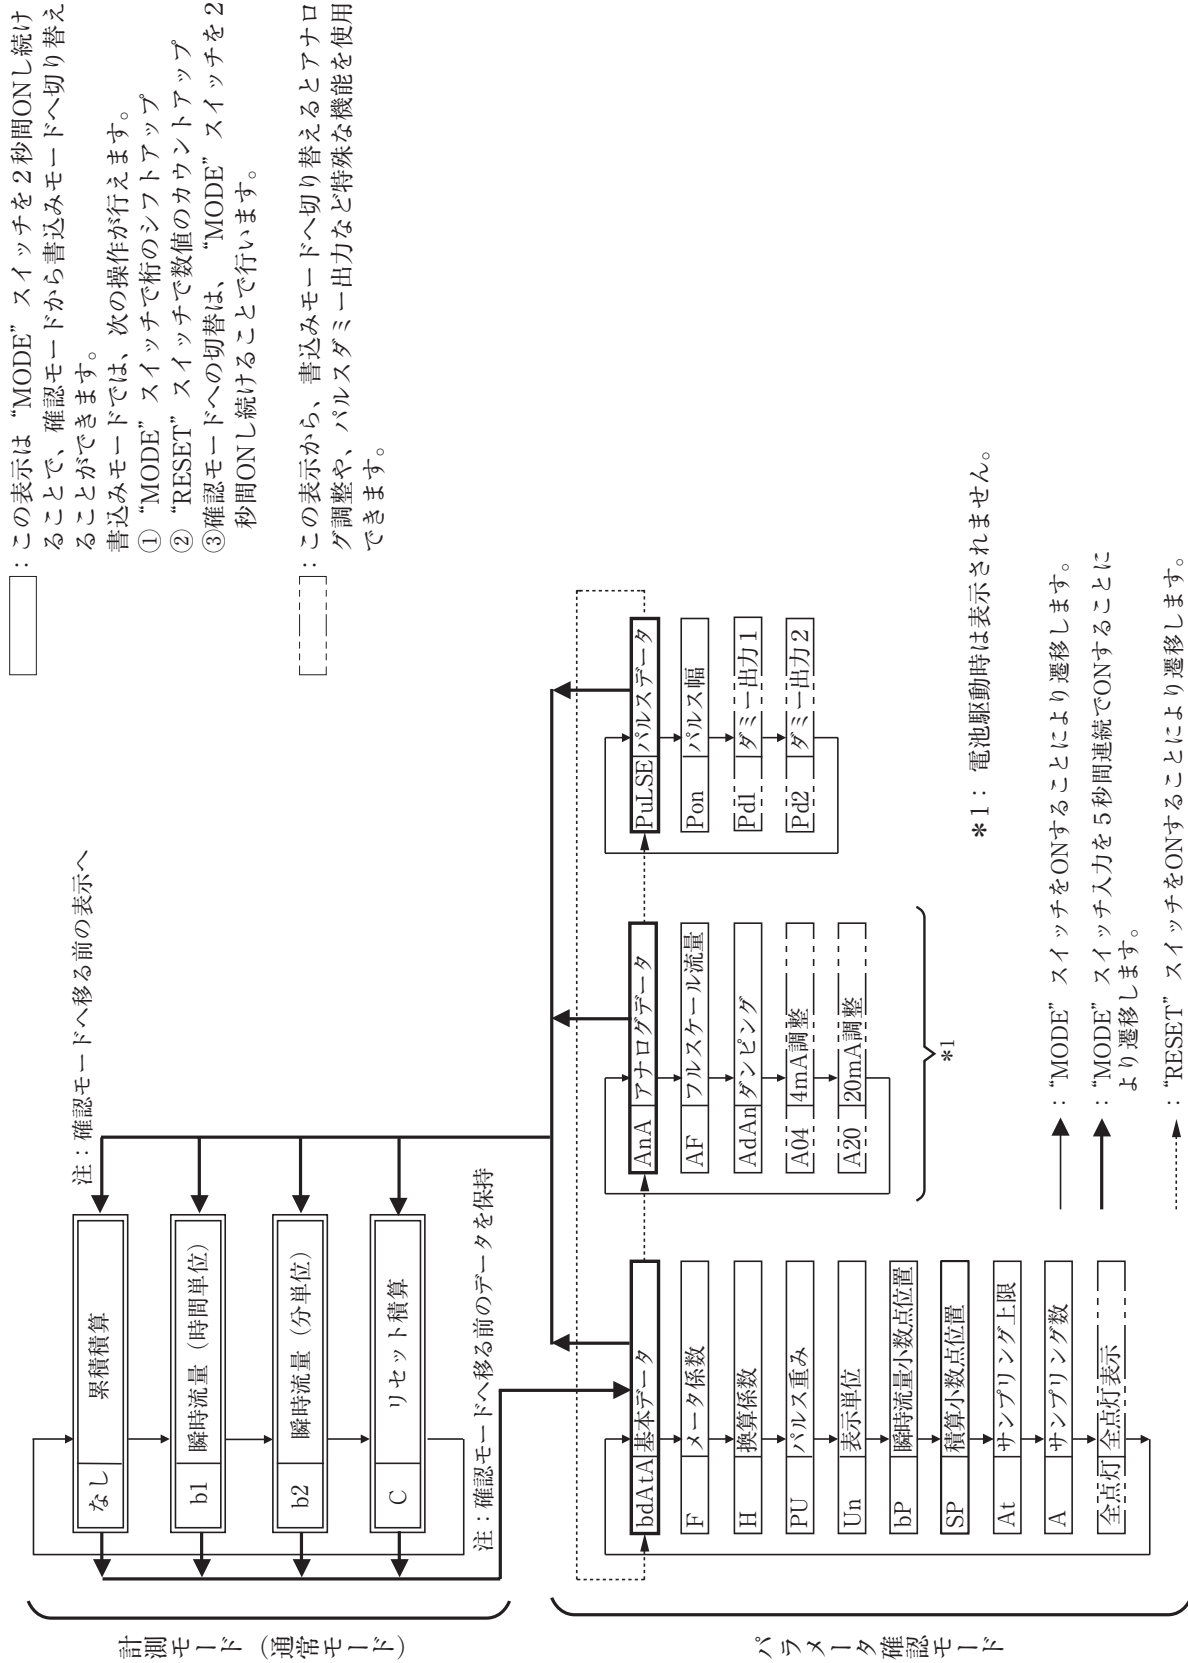 計測モード（通常モード）
なし 累積積算
b1 瞬時流量（時間単位）
b2 瞬時流量（分単位）
C リセット積算
注：確認モードへ移る前の表示へ
注：確認モードへ移る前のデータを保持
パラメータ確認モード
bdAtA 基本データ
F メータ係数
H 換算係数
PU パルス重み
Un 表示単位
bP 瞬時流量小数点位置
SP 積算小数点位置
At サンプリング上限
A サンプリング数
全点灯 全点灯表示
AnA アナログデータ
AF フルスケール流量
AdAn ダンピング
A04 4mA調整
A20 20mA調整
*1
PuLSE パルスデータ
Pon パルス幅
Pd1 ダミー出力1
Pd2 ダミー出力2
：この表示は“MODE”スイッチを2秒間ONし続け
ることで、確認モードから書込みモードへ切り替え
ることができます。
書込みモードでは、次の操作が行えます。
①“MODE”スイッチで桁のシフトアップ
②“RESET”スイッチで数値のカウントアップ
③確認モードへの切替は、“MODE”スイッチを2
秒間ONし続けることで行います。
：この表示から、書込みモードへ切り替えるとアナロ
グ調整や、パルスダミー出力など特殊な機能を使用
できます。
*1：電池駆動時は表示されません。
：“MODE”スイッチをONすることにより遷移します。
：“MODE”スイッチ入力を5秒間連続でONすることに
より遷移します。
：“RESET”スイッチをONすることにより遷移します。